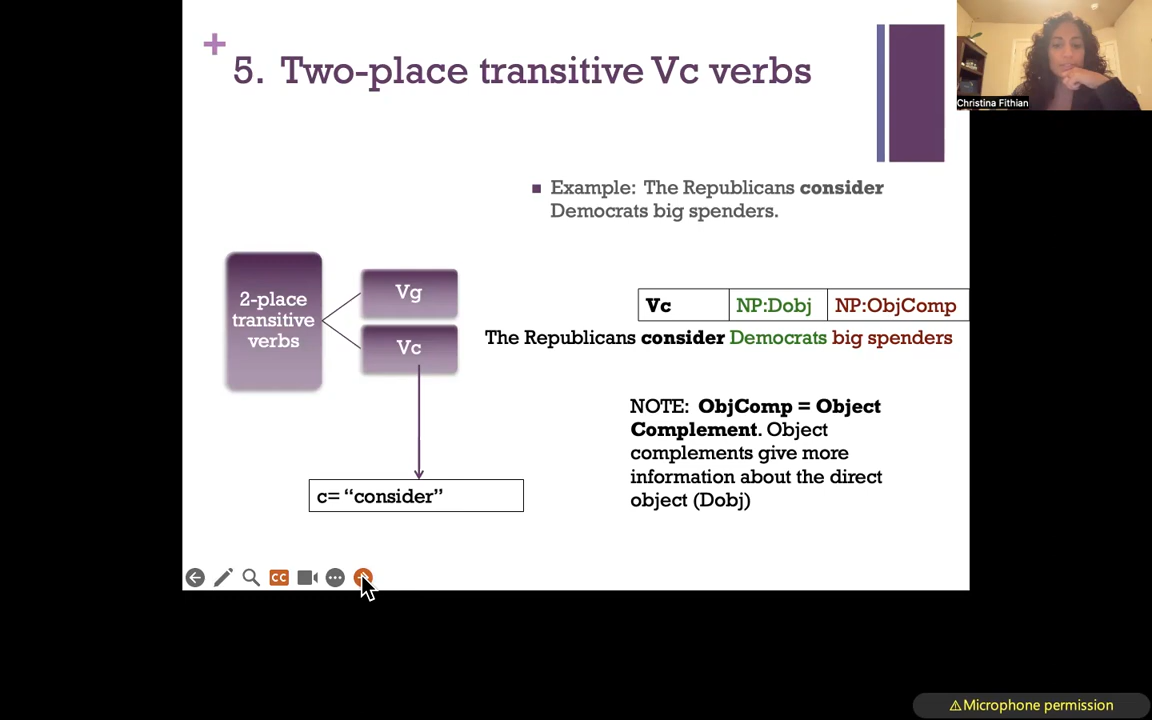 +
5. Two-place transitive Vc verbs
Christina Fithian
■ Example: The Republicans consider
Democrats big spenders.
2-place
transitive
verbs
Vg
Vc
Vc NP:Dobj NP:ObjComp
The Republicans consider Democrats big spenders
NOTE: ObjComp = Object
Complement. Object
complements give more
information about the direct
object (Dobj)
c= “consider”
CC
⚠Microphone permission